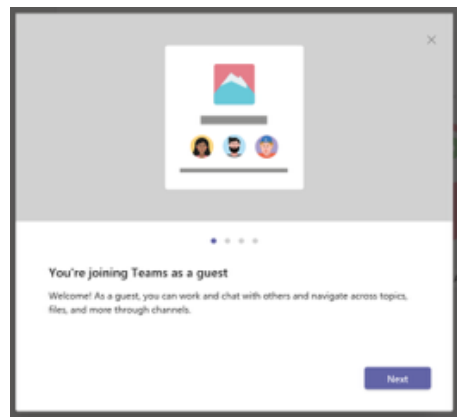 You're joining Teams as a guest
Welcome! As a guest, you can work and chat with others and navigate across topics,
files, and more through channels.
Next